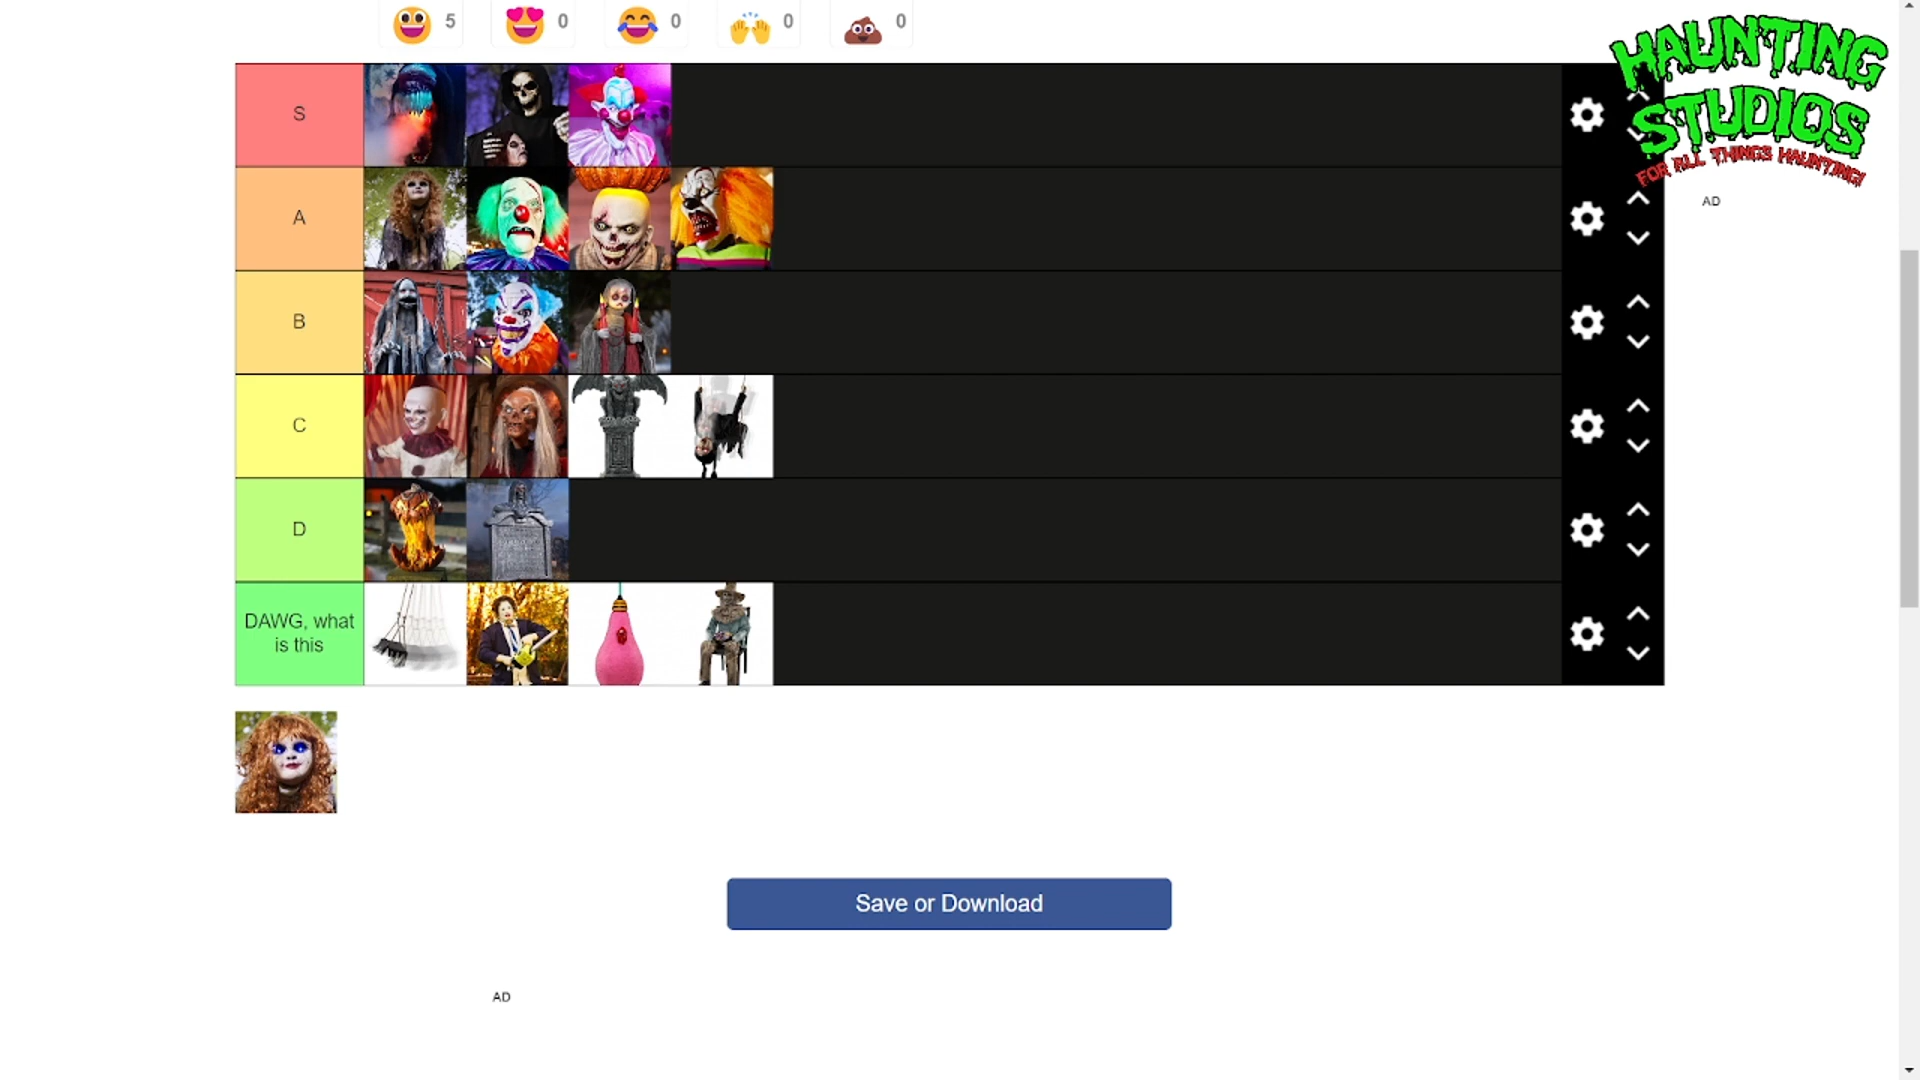 5
0
0
0
0
HAUNTING
STUDIOS
FOR ALL THINGS HAUNTING!
S
A
AD
B
C
D
DAWG, what
is this
Save or Download
AD